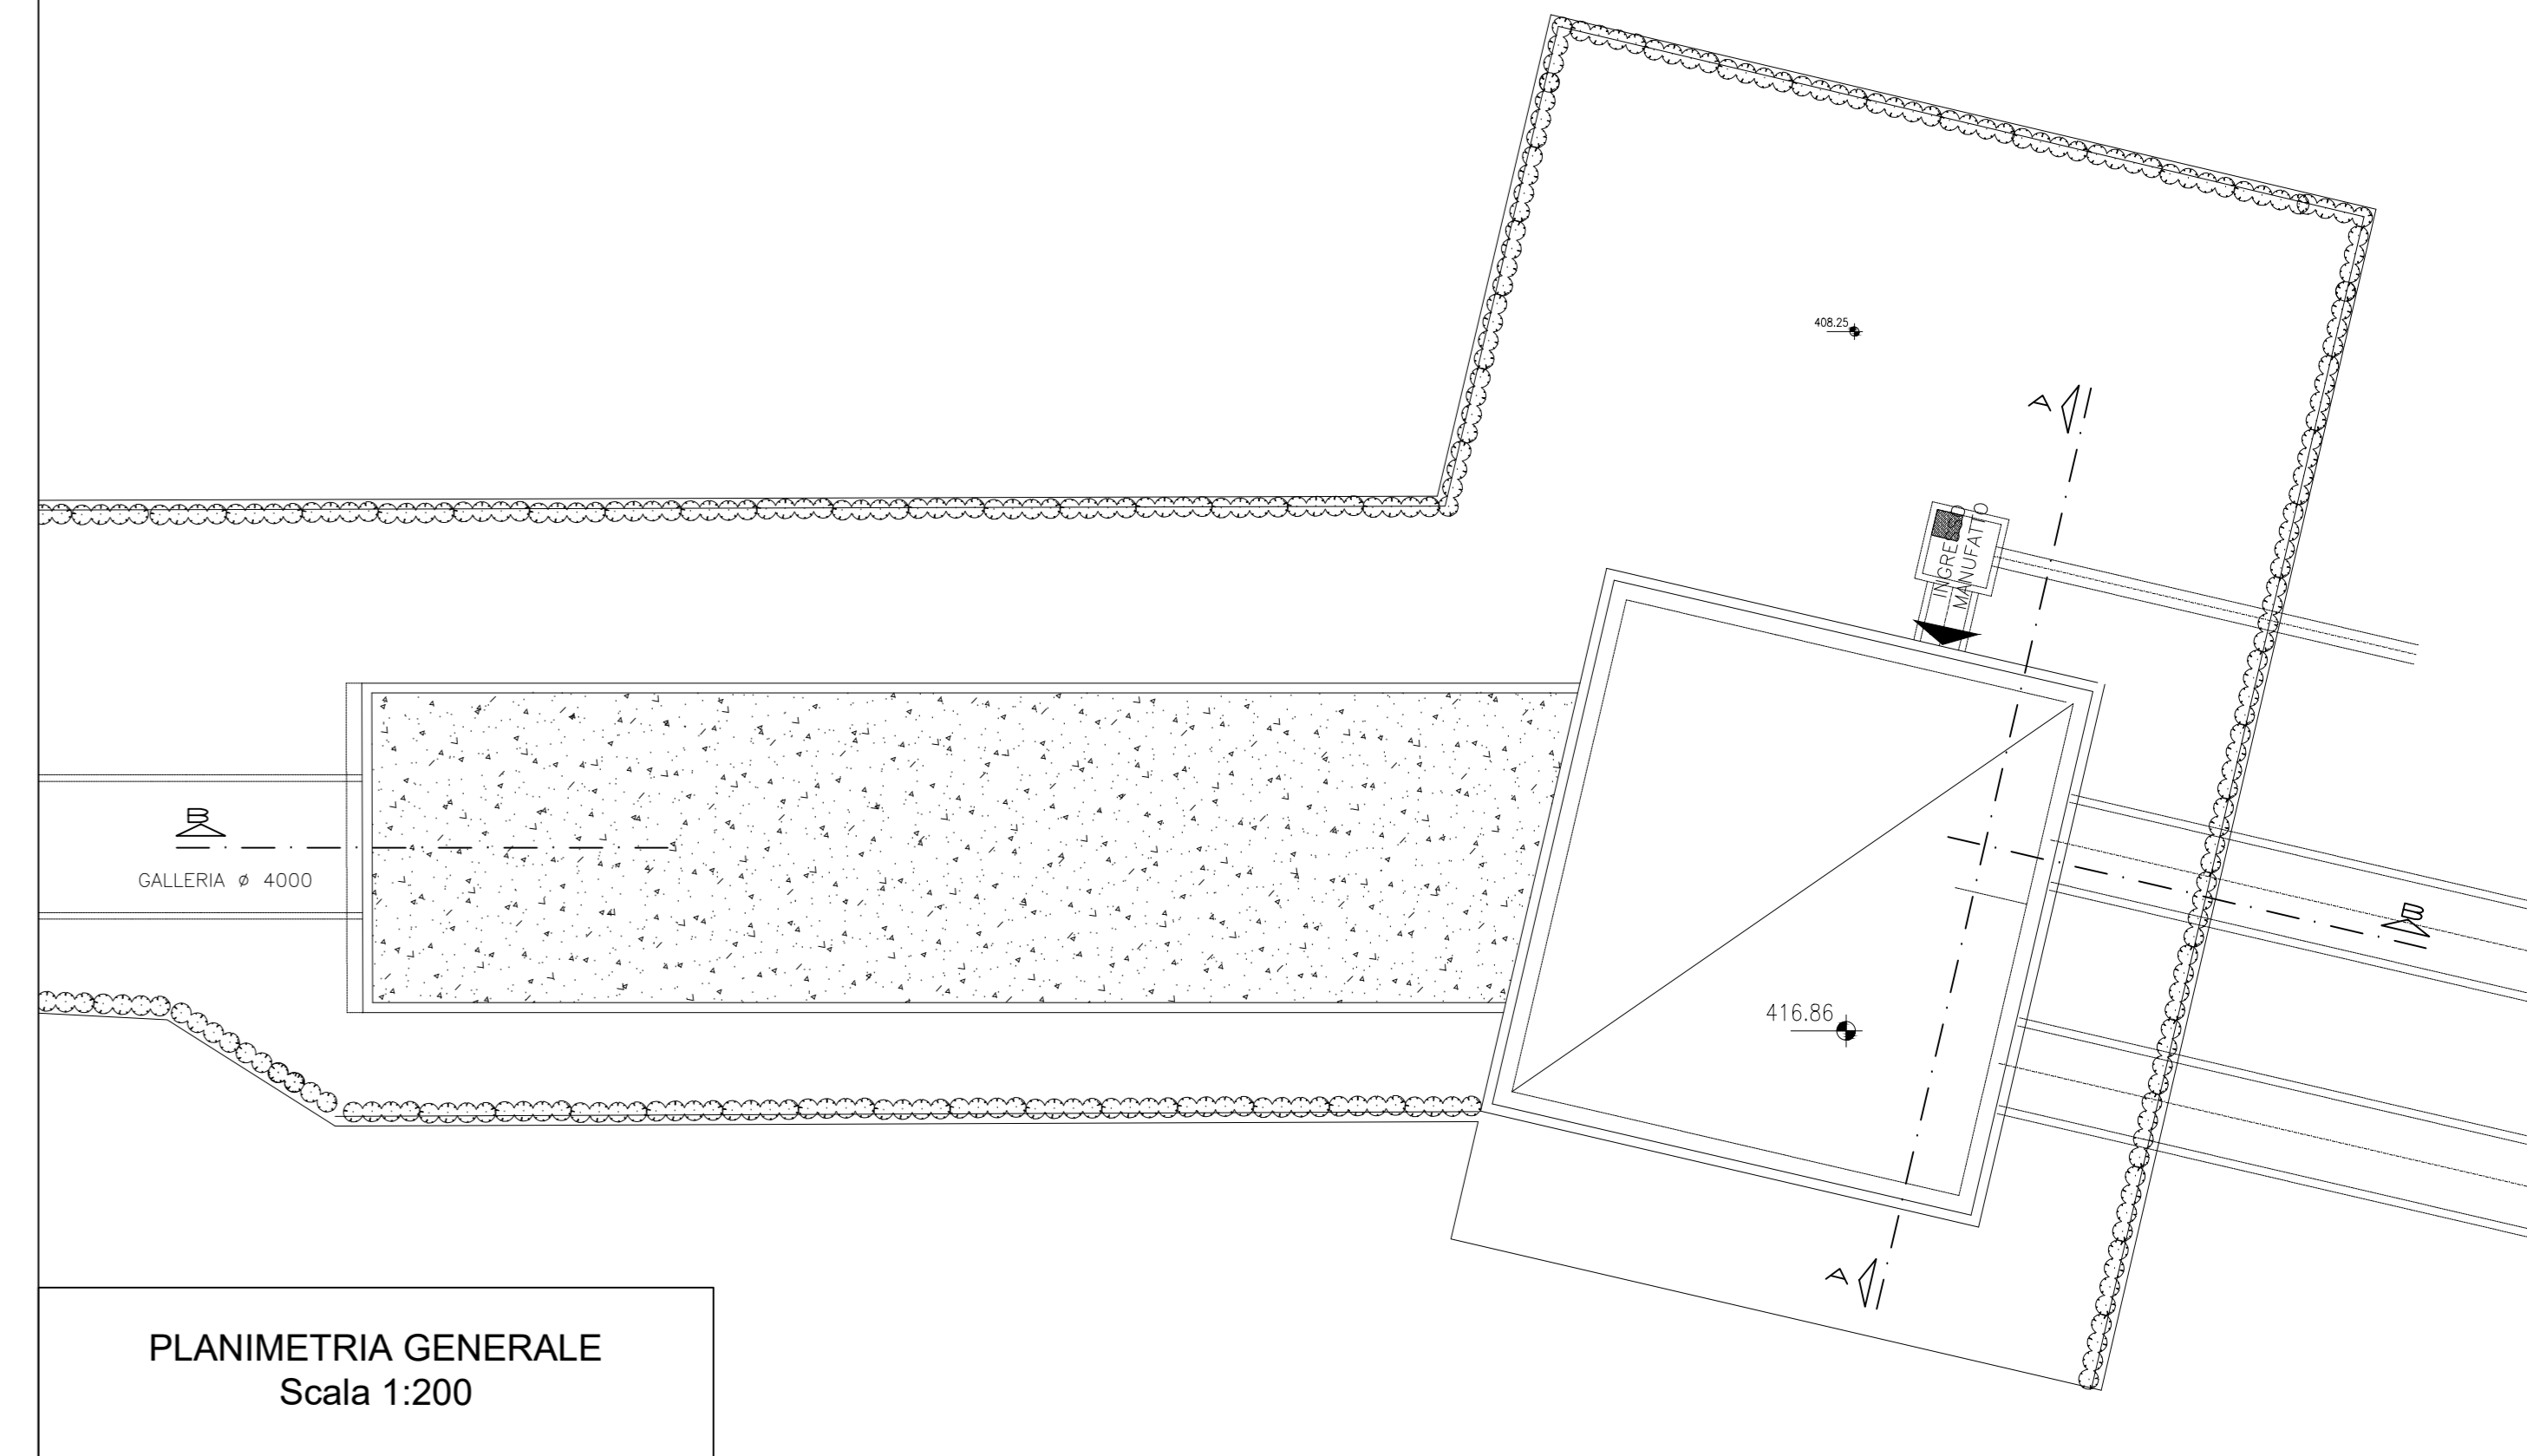 408.25
A
INGRESSO
MANUFATTO
B
GALLERIA ø 4000
B
416.86
A
PLANIMETRIA GENERALE
Scala 1:200